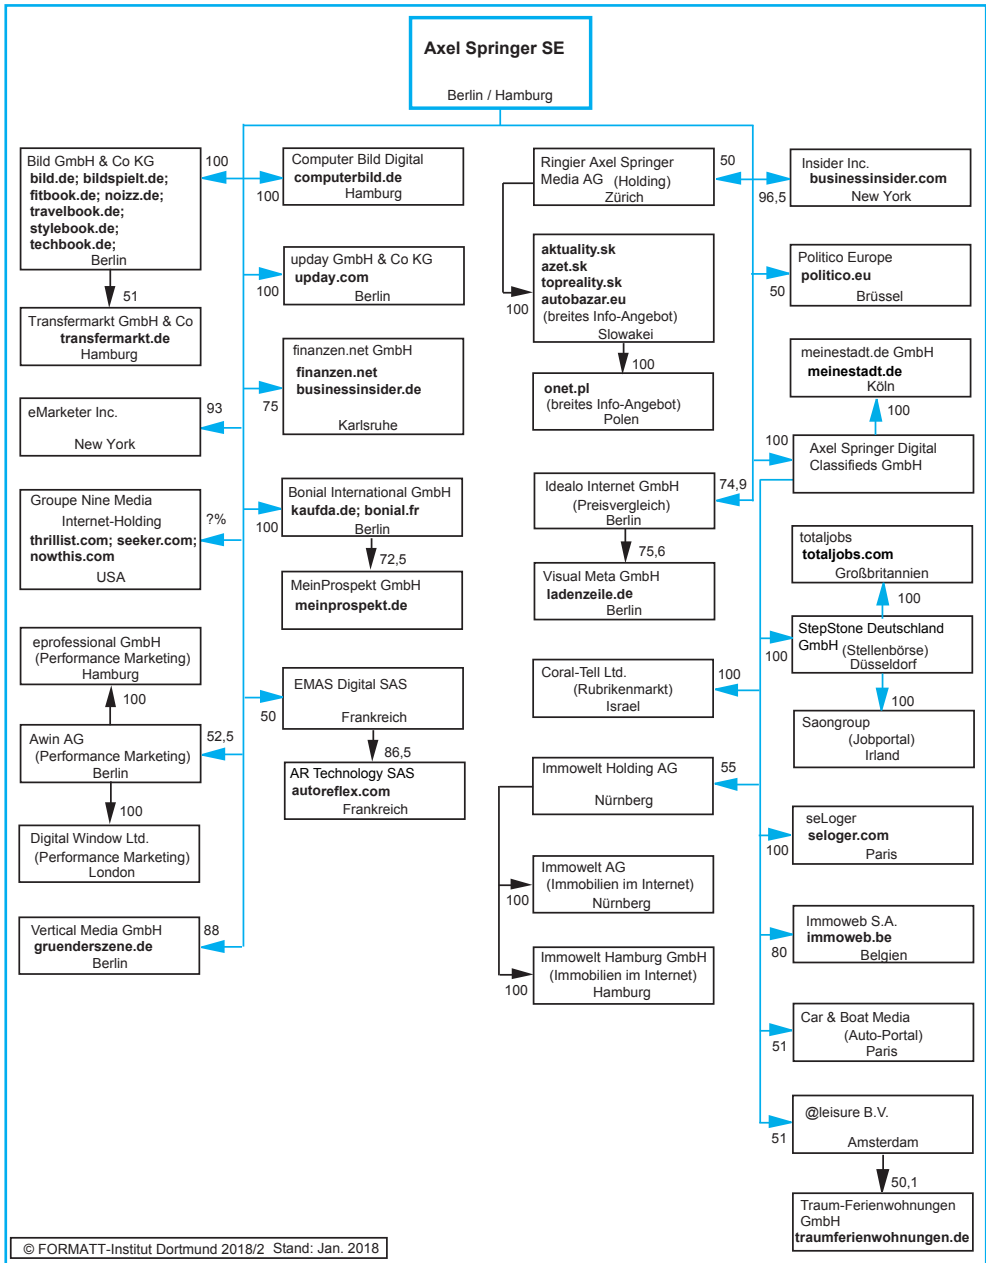 Axel Springer SE
Berlin / Hamburg
Bild GmbH & Co KG
bild.de; bildspielt.de;
fitbook.de; noizz.de;
travelbook.de;
stylebook.de;
techbook.de;
Berlin
100
51
Transfermarkt GmbH & Co
transfermarkt.de
Hamburg
eMarketer Inc.
New York
93
Groupe Nine Media
Internet-Holding
thrillist.com; seeker.com;
nowthis.com
USA
?%
eprofessional GmbH
(Performance Marketing)
Hamburg
100
Awin AG
(Performance Marketing)
Berlin
52,5
100
Digital Window Ltd.
(Performance Marketing)
London
Vertical Media GmbH
gruenderszene.de
Berlin
88
Computer Bild Digital
computerbild.de
Hamburg
100
upday GmbH & Co KG
upday.com
Berlin
100
finanzen.net GmbH
finanzen.net
businessinsider.de
Karlsruhe
75
Bonial International GmbH
kaufda.de; bonial.fr
Berlin
100
72,5
MeinProspekt GmbH
meinprospekt.de
EMAS Digital SAS
Frankreich
50
86,5
AR Technology SAS
autoreflex.com
Frankreich
Ringier Axel Springer
Media AG (Holding)
Zürich
50
aktuality.sk
azet.sk
topreality.sk
autobazar.eu
(breites Info-Angebot)
Slowakei
100
100
onet.pl
(breites Info-Angebot)
Polen
Idealo Internet GmbH
(Preisvergleich)
Berlin
74,9
75,6
Visual Meta GmbH
ladenzeile.de
Berlin
Coral-Tell Ltd.
(Rubrikenmarkt)
Israel
100
Immowelt Holding AG
Nürnberg
55
Immowelt AG
(Immobilien im Internet)
Nürnberg
100
Immowelt Hamburg GmbH
(Immobilien im Internet)
Hamburg
100
Insider Inc.
businessinsider.com
New York
96,5
Politico Europe
politico.eu
Brüssel
50
meinestadt.de GmbH
meinestadt.de
Köln
100
100
Axel Springer Digital
Classifieds GmbH
totaljobs
totaljobs.com
Großbritannien
100
StepStone Deutschland
GmbH (Stellenbörse)
Düsseldorf
100
100
Saongroup
(Jobportal)
Irland
seLoger
seloger.com
Paris
100
Immoweb S.A.
immoweb.be
Belgien
80
Car & Boat Media
(Auto-Portal)
Paris
51
@leisure B.V.
Amsterdam
51
50,1
Traum-Ferienwohnungen
GmbH
traumferienwohnungen.de
© FORMATT-Institut Dortmund 2018/2 Stand: Jan. 2018